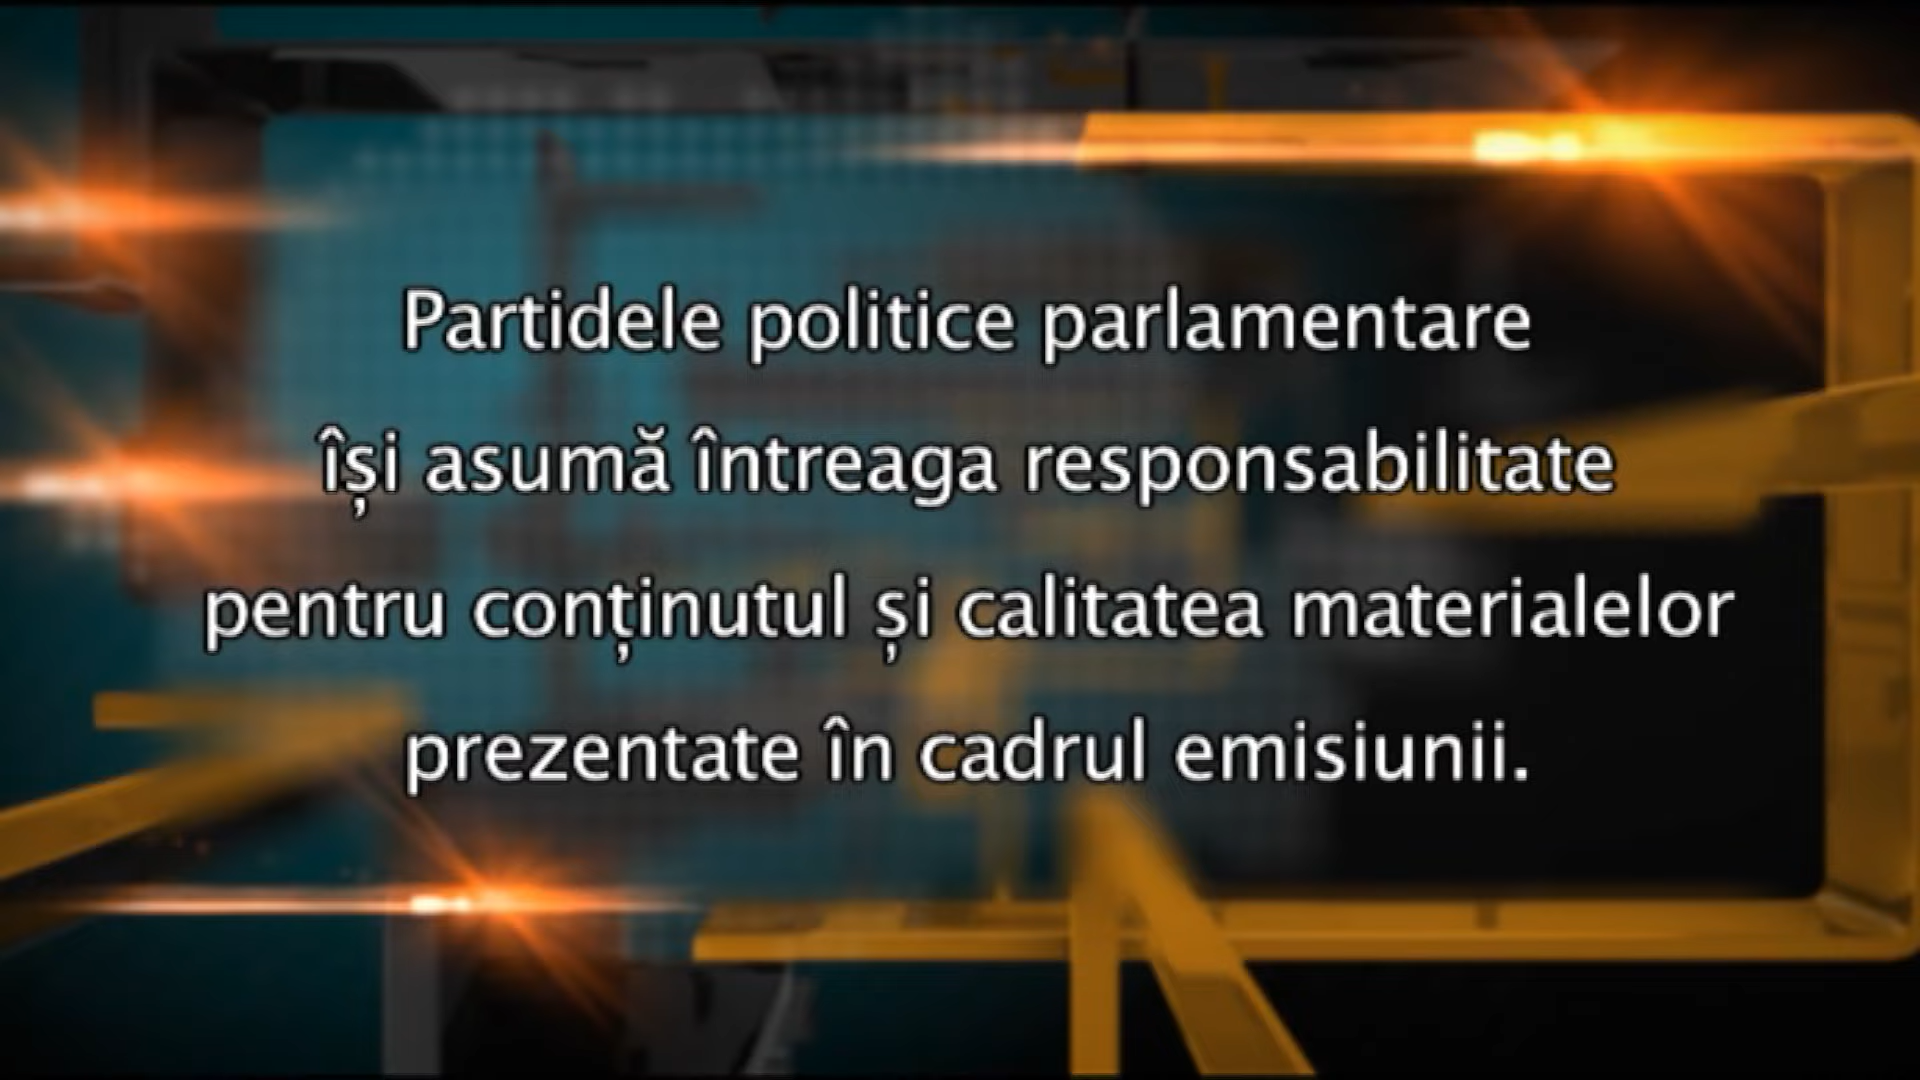 Partidele politice parlamentare
își asumă întreaga responsabilitate
pentru conținutul și calitatea materialelor
prezentate în cadrul emisiunii.